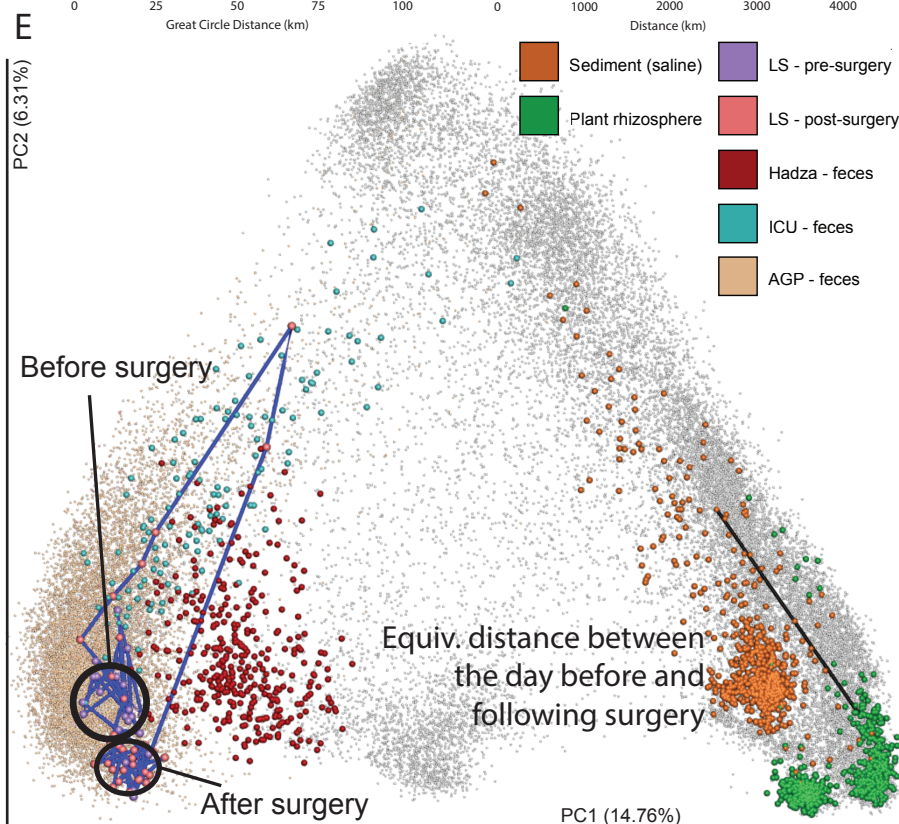 0 25 50 75 100
Great Circle Distance (km)
0 1000 2000 3000 4000
Distance (km)
E
PC2 (6.31%)
Sediment (saline)
Plant rhizosphere
LS - pre-surgery
LS - post-surgery
Hadza - feces
ICU - feces
AGP - feces
Before surgery
Equiv. distance between
the day before and
following surgery
After surgery
PC1 (14.76%)